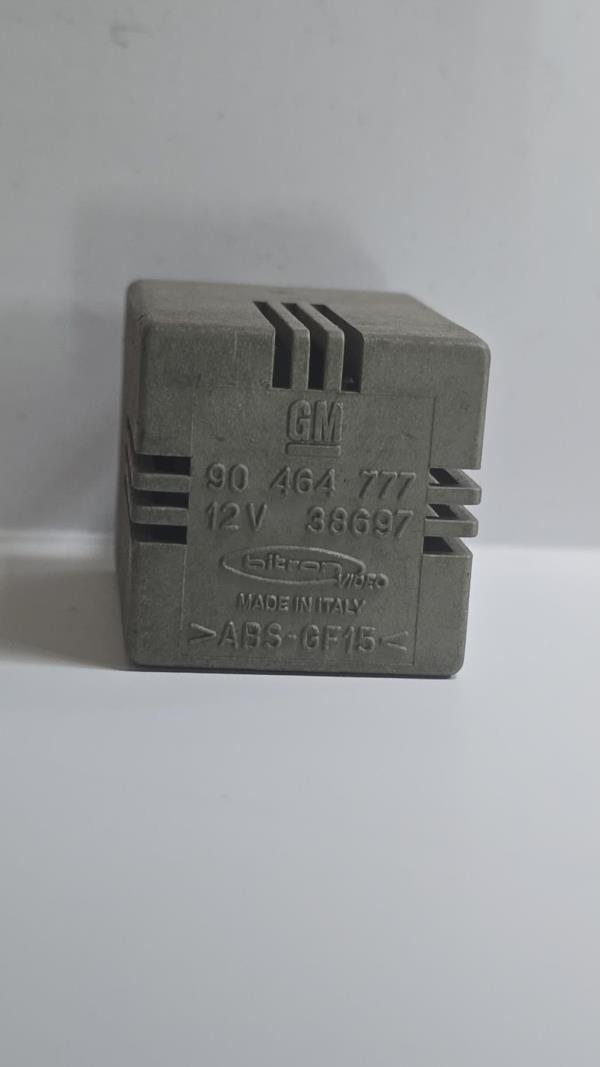 GM
90 464 777
12V 38697
bitron
VIDEO
MADE IN ITALY
>ABS-GF15<